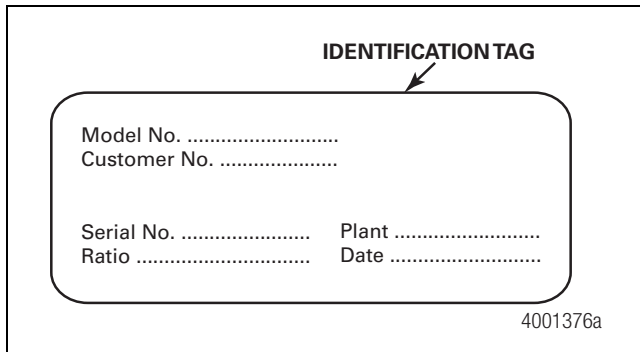 IDENTIFICATION TAG
Model No. ...........................
Customer No. .....................
Serial No. .......................    Plant ..........................
Ratio ...............................    Date ...........................
4001376a